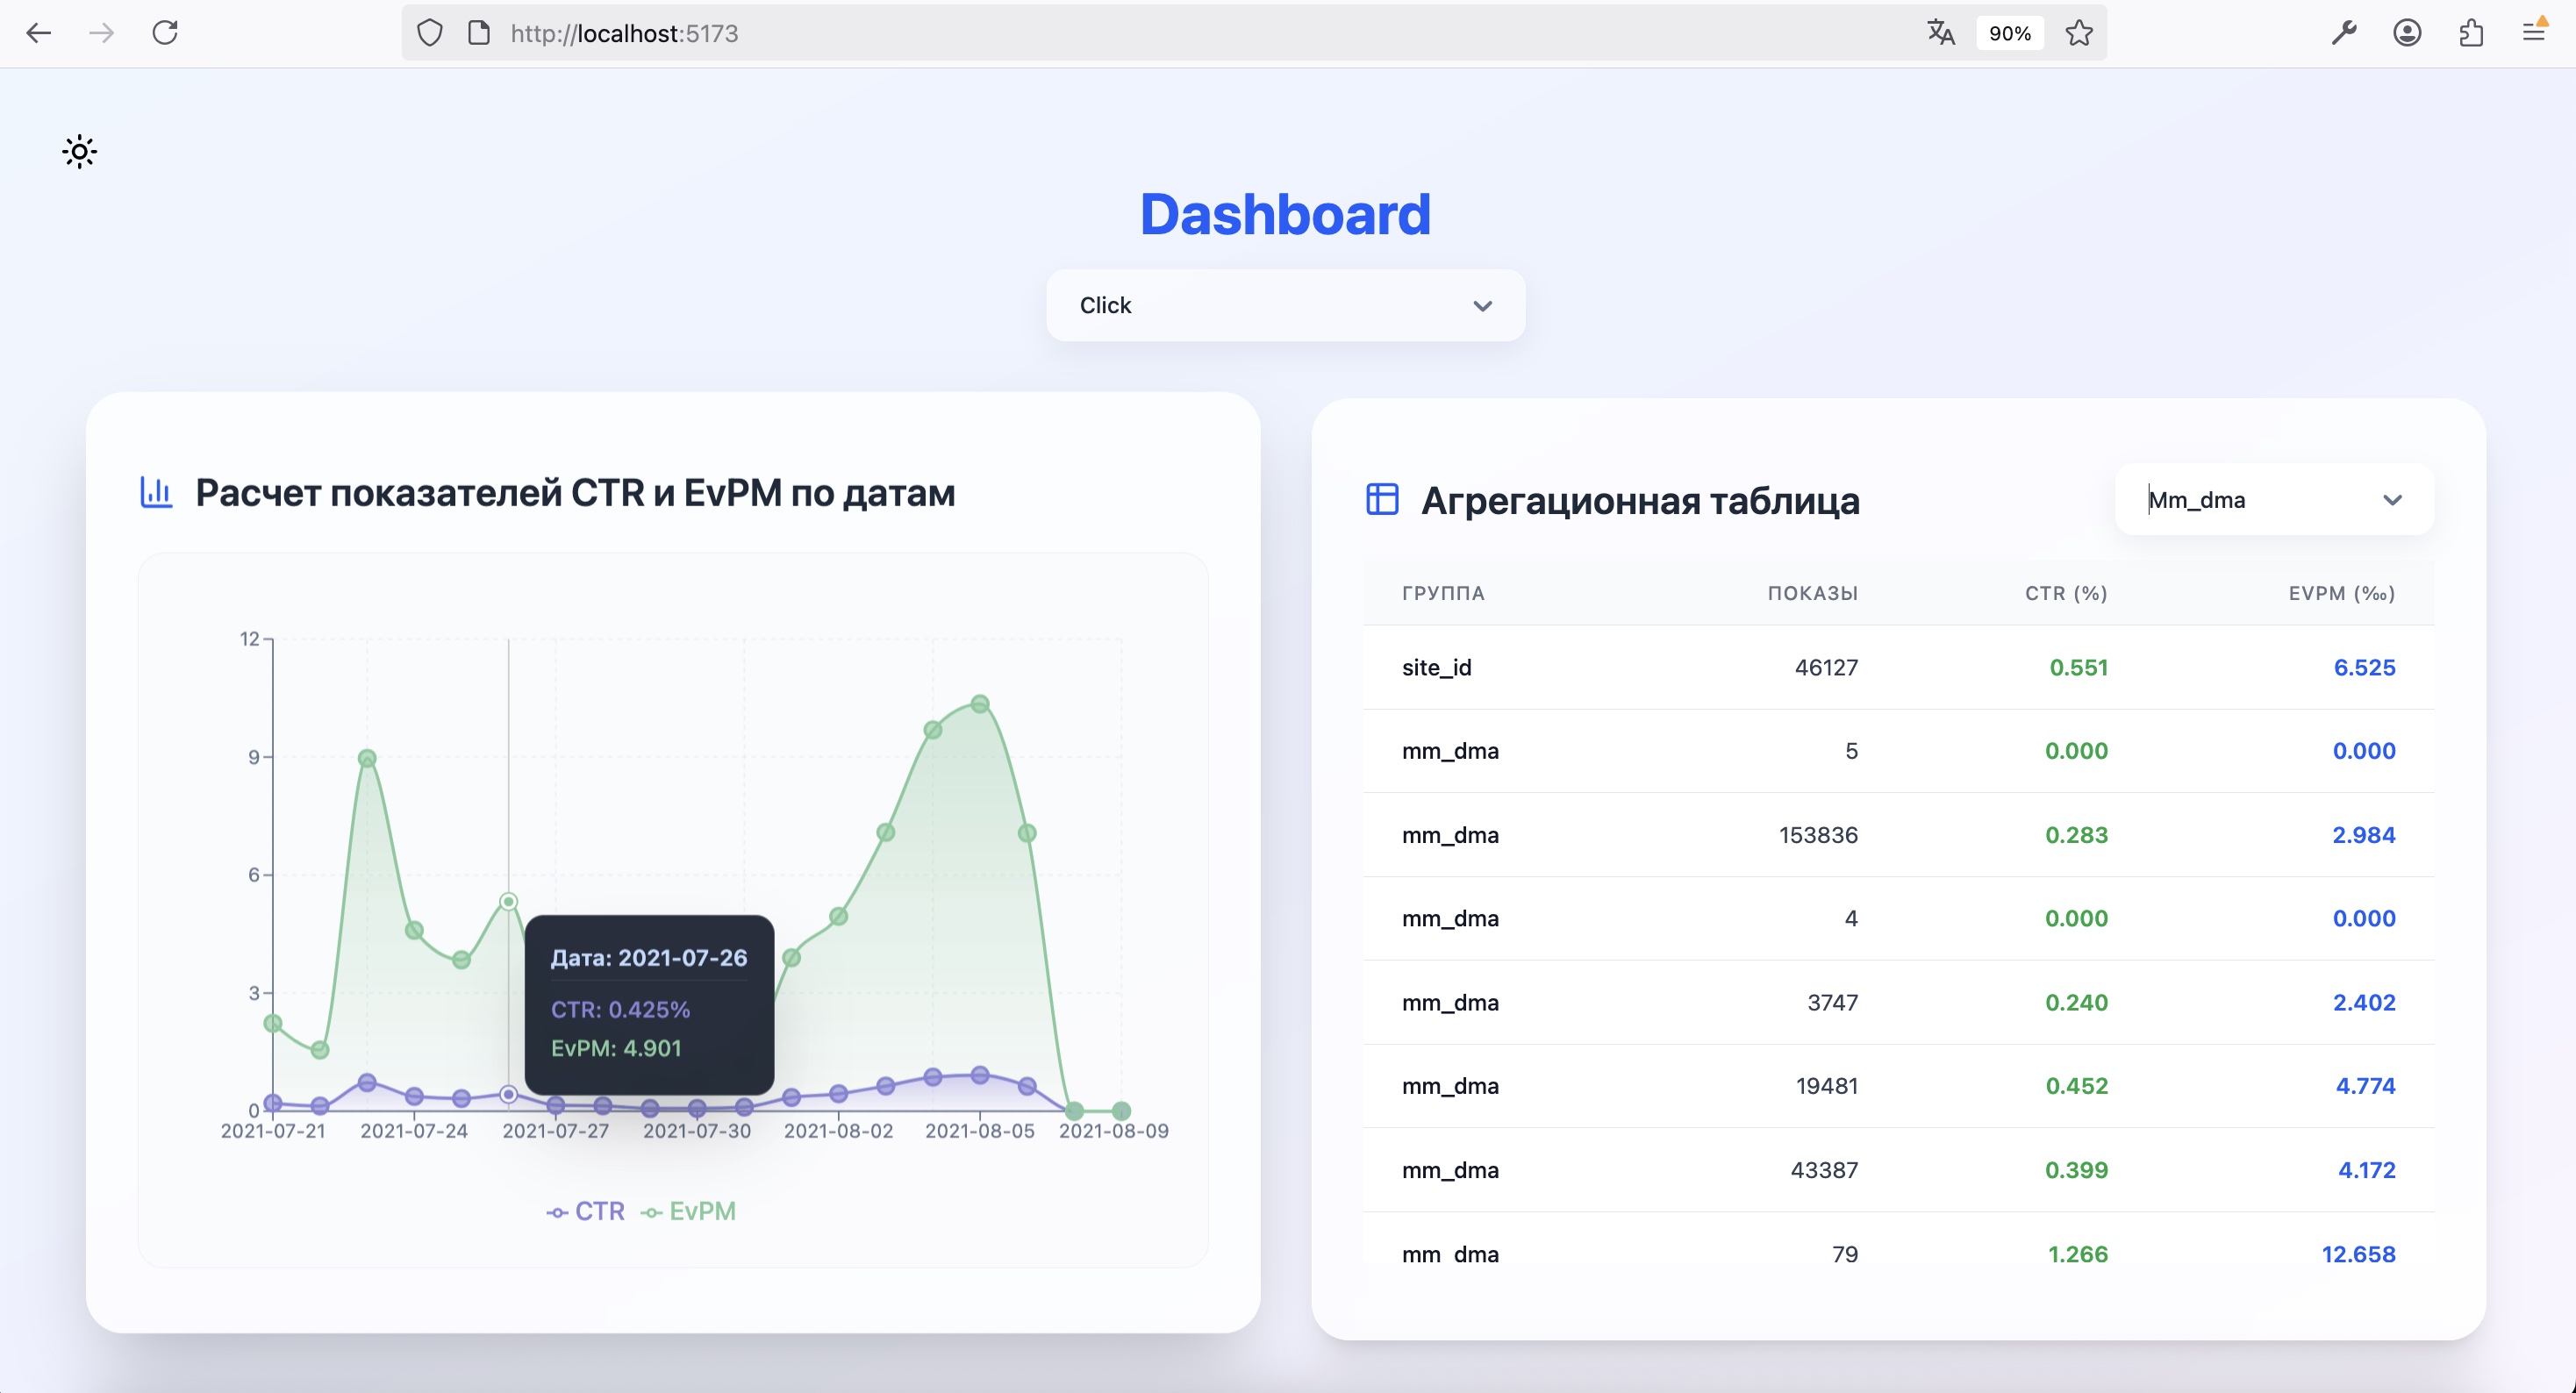 http://localhost:5173
90%
Dashboard
Click
Расчет показателей CTR и EvPM по датам
12
9
6
3
0
2021-07-21 2021-07-24 2021-07-27 2021-07-30 2021-08-02 2021-08-05 2021-08-09
Дата: 2021-07-26
CTR: 0.425%
EvPM: 4.901
CTR EvPM
Агрегационная таблица
Mm_dma
ГРУППА ПОКАЗЫ CTR (%) EVPM (‰)
site_id 46127 0.551 6.525
mm_dma 5 0.000 0.000
mm_dma 153836 0.283 2.984
mm_dma 4 0.000 0.000
mm_dma 3747 0.240 2.402
mm_dma 19481 0.452 4.774
mm_dma 43387 0.399 4.172
mm_dma 79 1.266 12.658